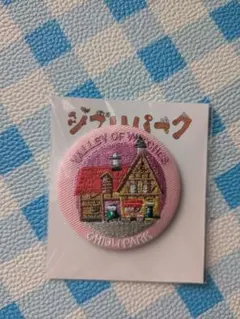 ジブリパーク
VALLEY OF WITCHES
GHIBLI PARK